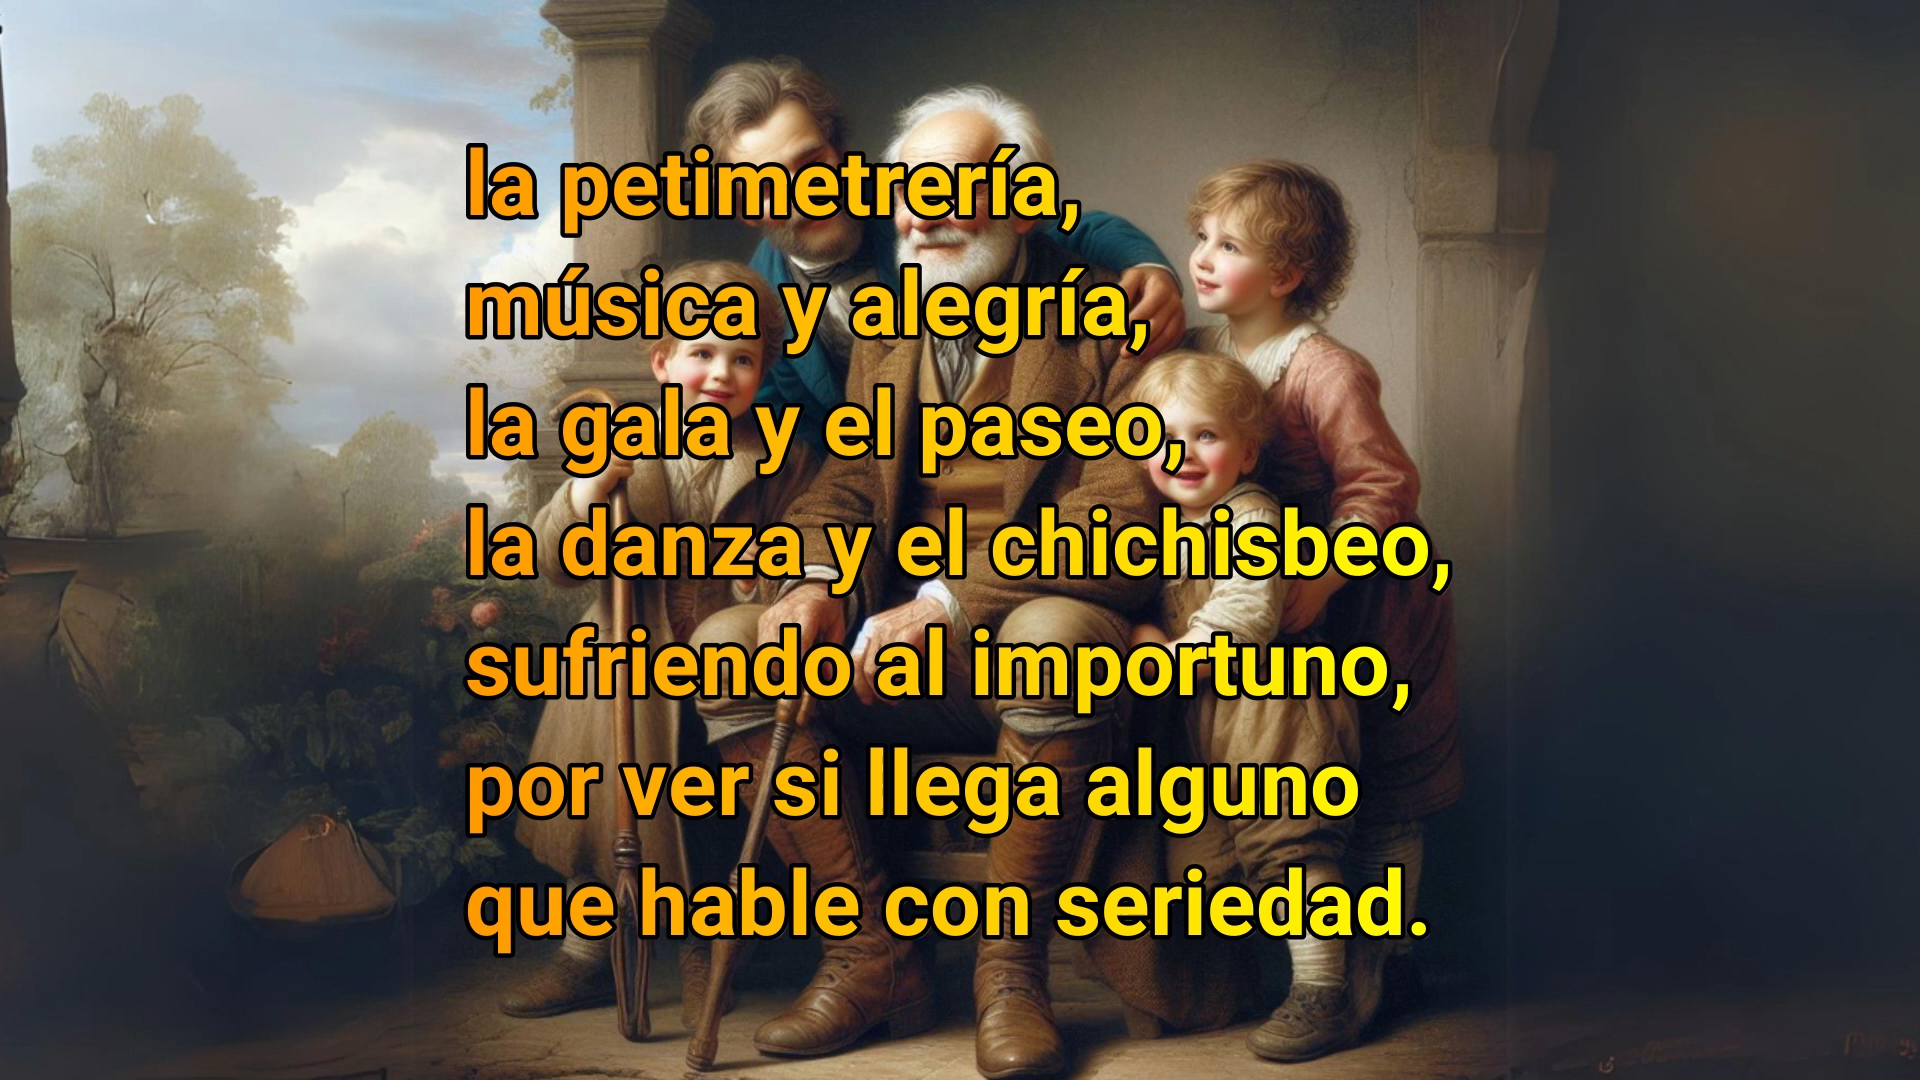 la petimetrería,
música y alegría,
la gala y el paseo,
la danza y el chichisbeo,
sufriendo al importuno,
por ver si llega alguno
que hable con seriedad.